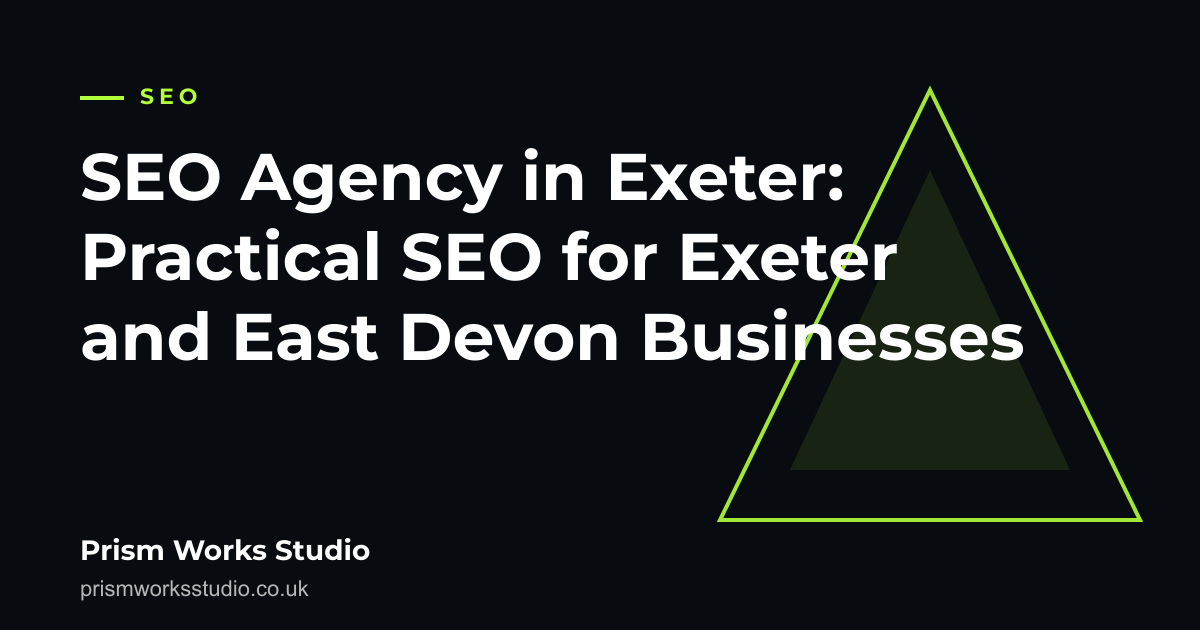 SEO
SEO Agency in Exeter:
Practical SEO for Exeter
and East Devon Businesses
Prism Works Studio
prismworksstudio.co.uk